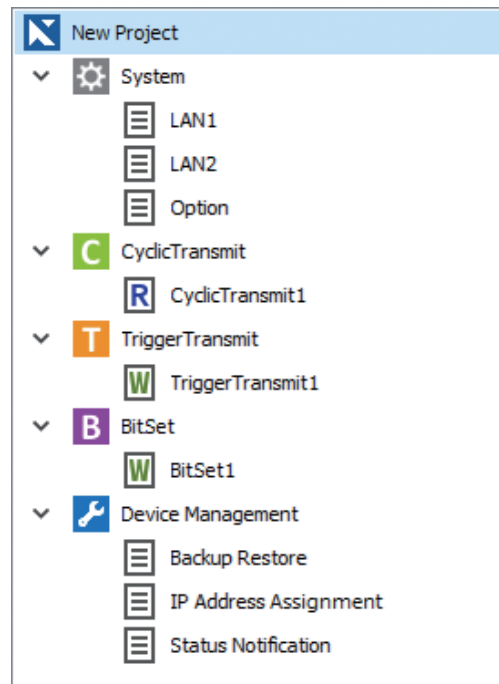 New Project
System
LAN1
LAN2
Option
C CyclicTransmit
R CyclicTransmit1
T TriggerTransmit
W TriggerTransmit1
B BitSet
W BitSet1
Device Management
Backup Restore
IP Address Assignment
Status Notification